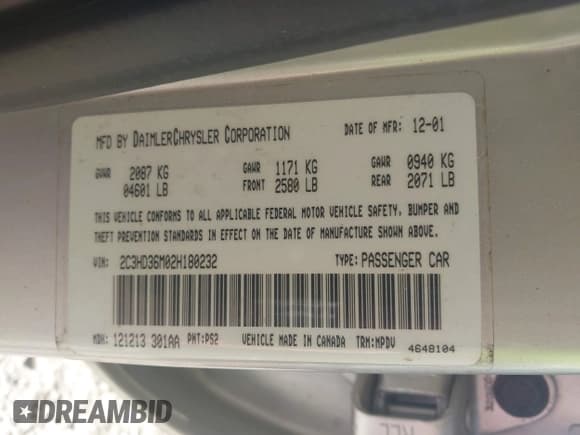 MFD BY DAIMLERCHRYSLER CORPORATION DATE OF MFR: 12-01
GVWR 2087 KG GAWR 1171 KG GAWR 0940 KG
04601 LB FRONT 2580 LB REAR 2071 LB
THIS VEHICLE CONFORMS TO ALL APPLICABLE FEDERAL MOTOR VEHICLE SAFETY, BUMPER AND
THEFT PREVENTION STANDARDS IN EFFECT ON THE DATE OF MANUFACTURE SHOWN ABOVE.
VIN: 2C3HD36M02H180232 TYPE: PASSENGER CAR
MDH: 121213 301AA PNT: PS2 VEHICLE MADE IN CANADA TRM: MPDV
4648104
ALL
DREAMBID